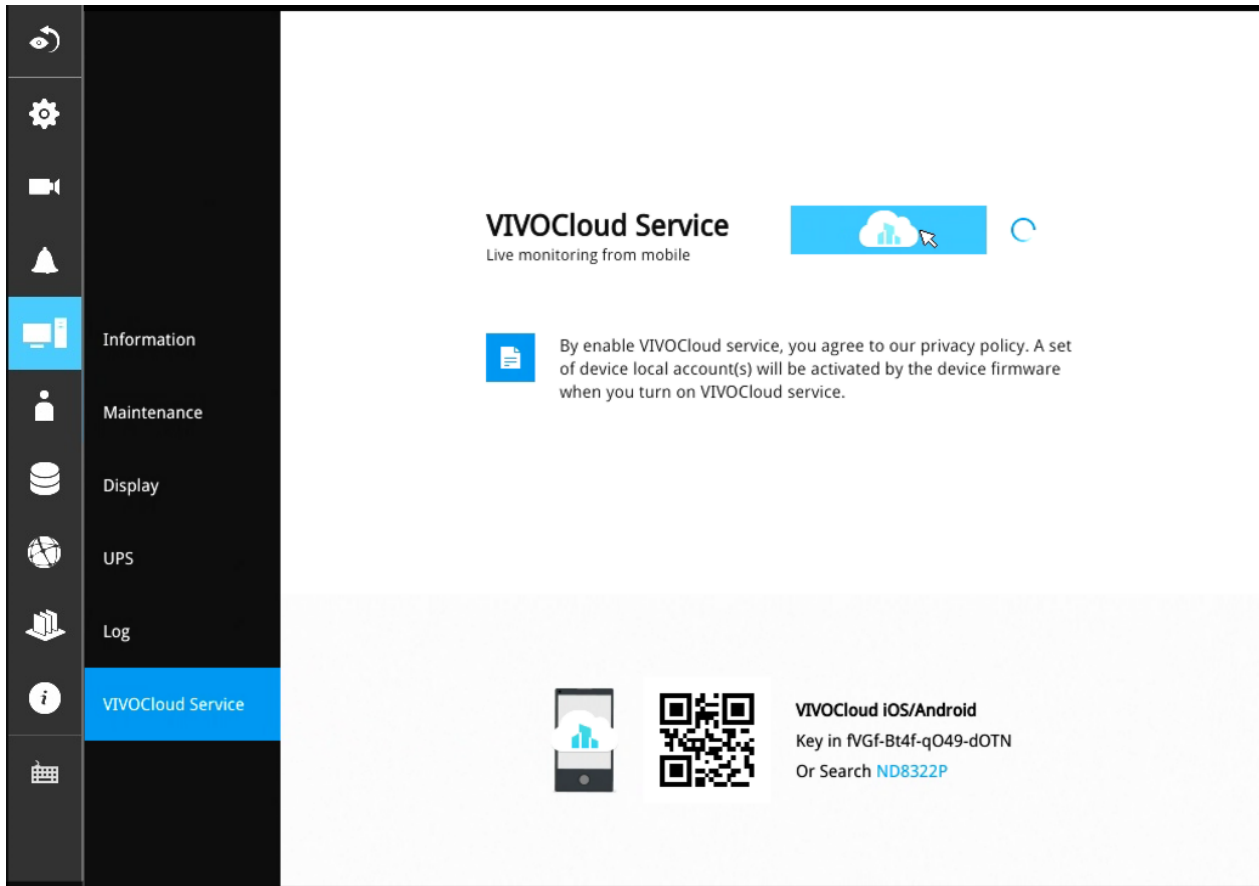 VIVOCloud Service
Live monitoring from mobile
By enable VIVOCloud service, you agree to our privacy policy. A set
of device local account(s) will be activated by the device firmware
when you turn on VIVOCloud service.
Information
Maintenance
Display
UPS
Log
VIVOCloud Service
VIVOCloud iOS/Android
Key in fVGf-Bt4f-qO49-dOTN
Or Search ND8322P